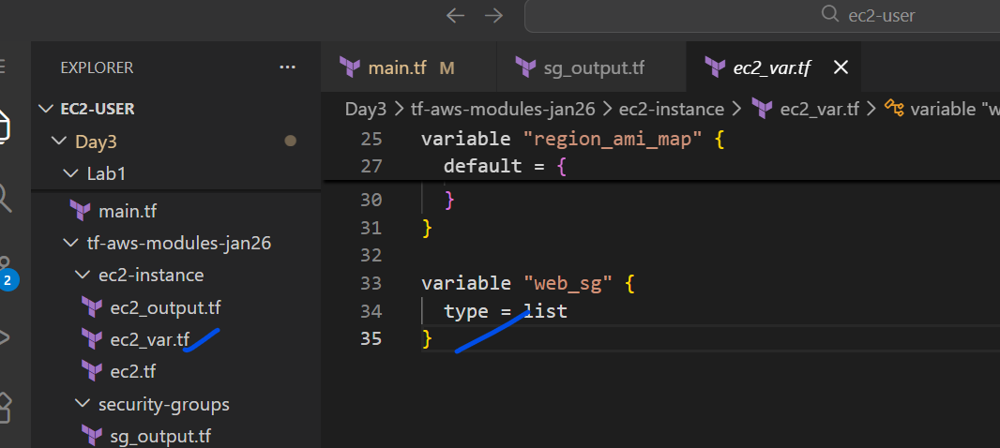 ec2-user
EXPLORER ...
main.tf M
sg_output.tf
ec2_var.tf
EC2-USER
Day3 > tf-aws-modules-jan26 > ec2-instance > ec2_var.tf > variable "w
Day3
Lab1
main.tf
tf-aws-modules-jan26
ec2-instance
ec2_output.tf
ec2_var.tf
ec2.tf
security-groups
sg_output.tf
2
25 variable "region_ami_map" {
27 default = {
30 }
31 }
32
33 variable "web_sg" {
34 type = list
35 }